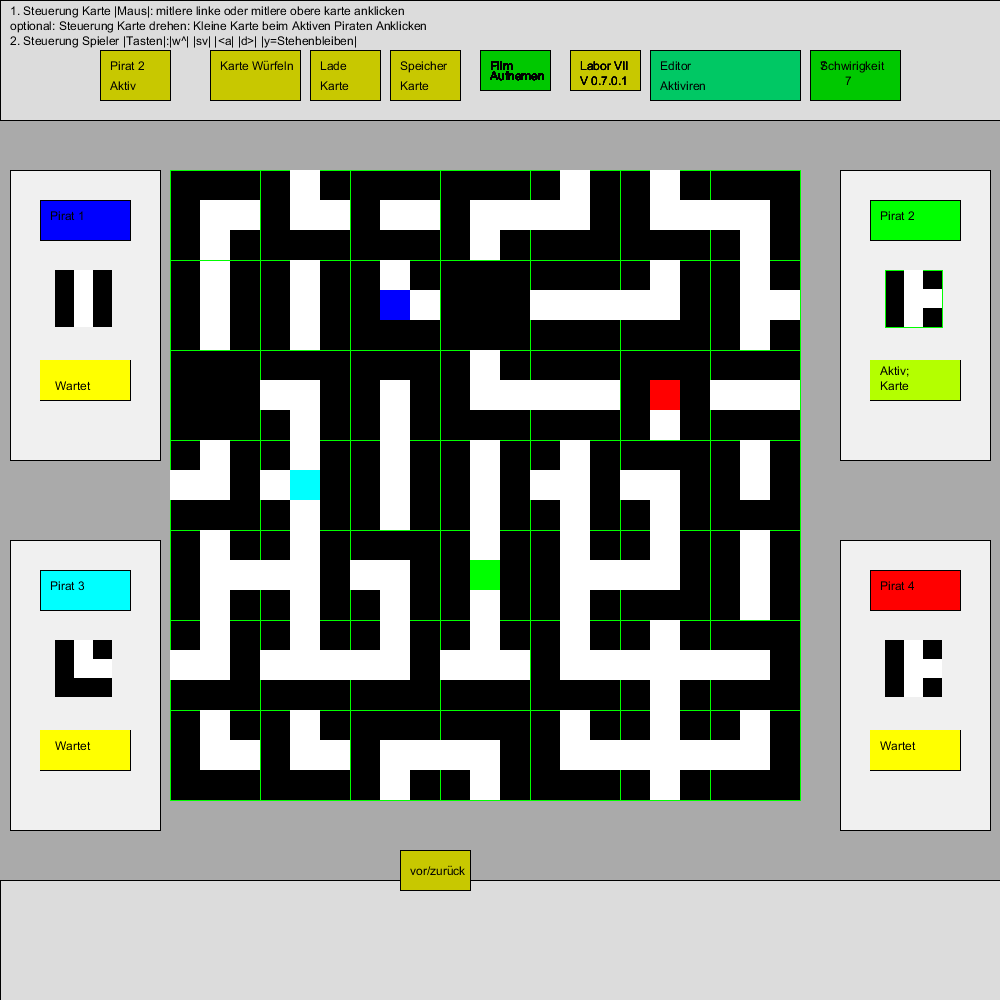 1. Steuerung Karte |Maus|: mitlere linke oder mitlere obere karte anklicken
optional: Steuerung Karte drehen: Kleine Karte beim Aktiven Piraten Anklicken
2. Steuerung Spieler |Tasten|:|w^| |sv| |<a| |d>| |y=Stehenbleiben|
Pirat 2
Aktiv
Karte Würfeln
Lade
Karte
Speicher
Karte
Film
Aufnemen
Labor VII
V 0.7.0.1
Editor
Aktiviren
Schwirigkeit
7
Pirat 1
Wartet
Pirat 2
Aktiv;
Karte
Pirat 3
Wartet
Pirat 4
Wartet
vor/zurück